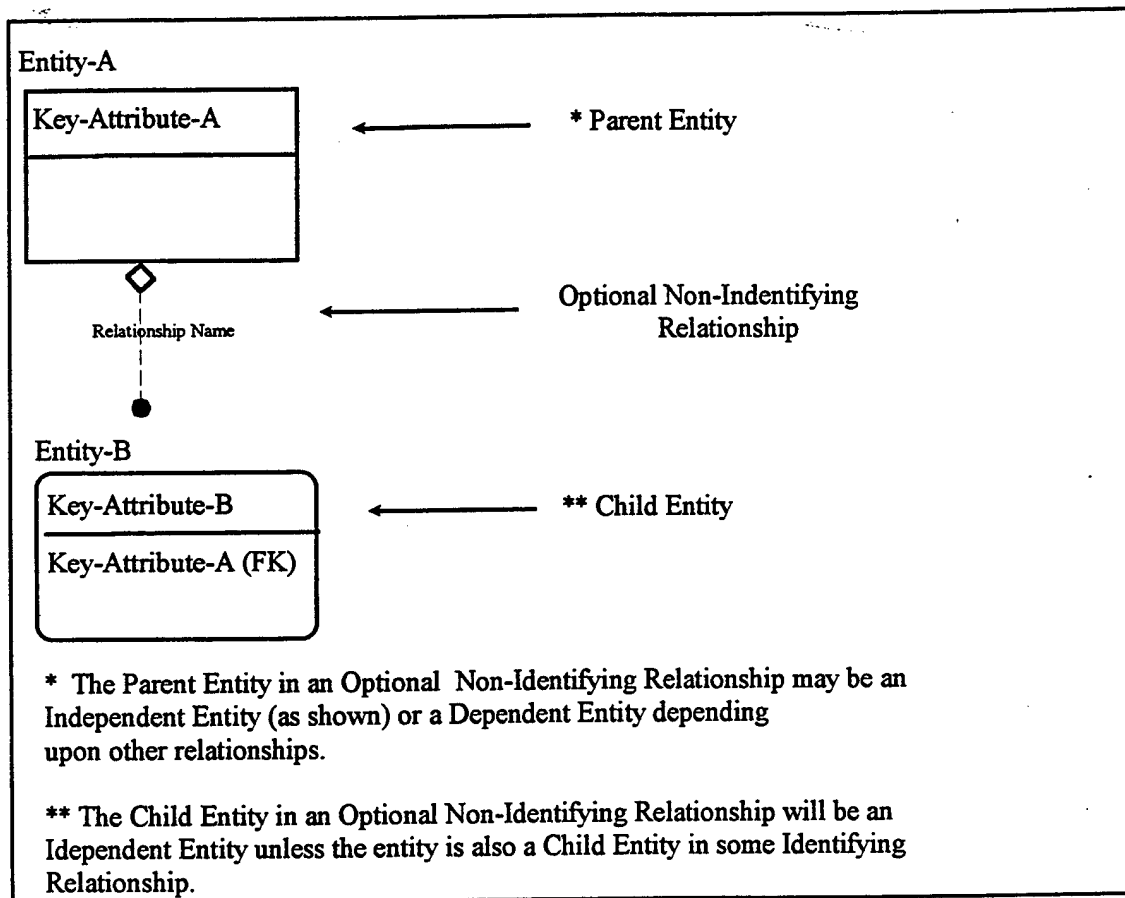 Entity-A
Key-Attribute-A
* Parent Entity
Optional Non-Indentifying
Relationship
Relationship Name
Entity-B
Key-Attribute-B
** Child Entity
Key-Attribute-A (FK)
* The Parent Entity in an Optional Non-Identifying Relationship may be an
Independent Entity (as shown) or a Dependent Entity depending
upon other relationships.
** The Child Entity in an Optional Non-Identifying Relationship will be an
Idependent Entity unless the entity is also a Child Entity in some Identifying
Relationship.